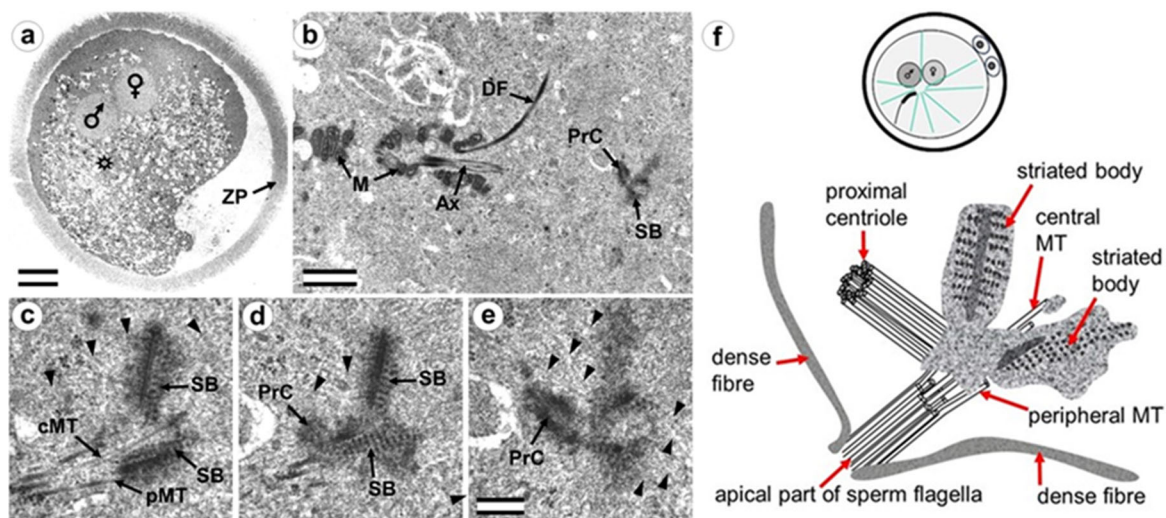 a
♀
♂
ZP
b
DF
PrC
M
Ax
SB
c
SB
cMT
SB
pMT
d
SB
PrC
SB
e
PrC
f
♂ ♀
striated body
proximal
centriole
central
MT
striated
body
dense
fibre
peripheral MT
apical part of sperm flagella
dense fibre